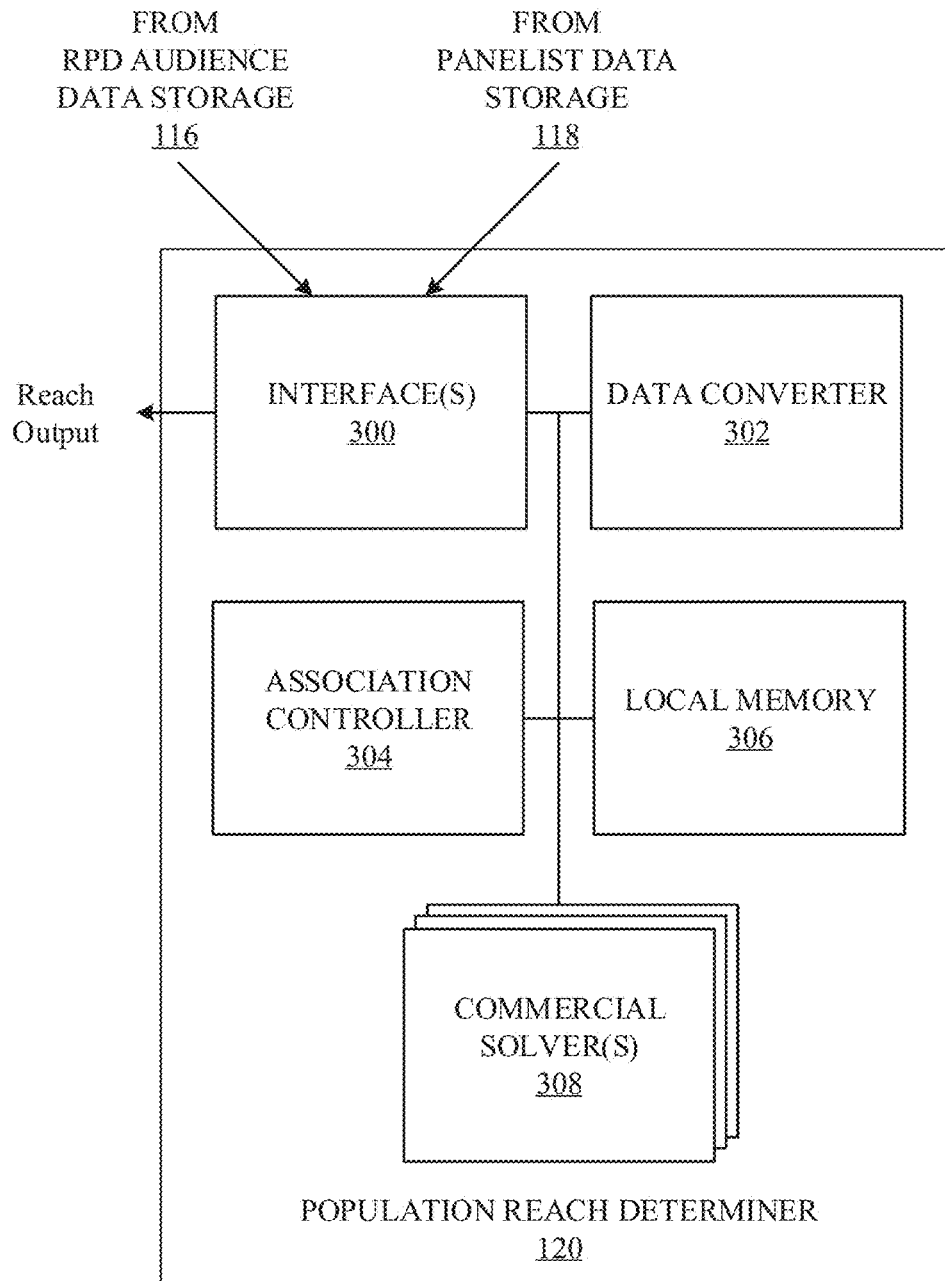 FROM
RPD AUDIENCE
DATA STORAGE
116
FROM
PANELIST DATA
STORAGE
118
Reach
Output
INTERFACE(S)
300
DATA CONVERTER
302
ASSOCIATION
CONTROLLER
304
LOCAL MEMORY
306
COMMERCIAL
SOLVER(S)
308
POPULATION REACH DETERMINER
120